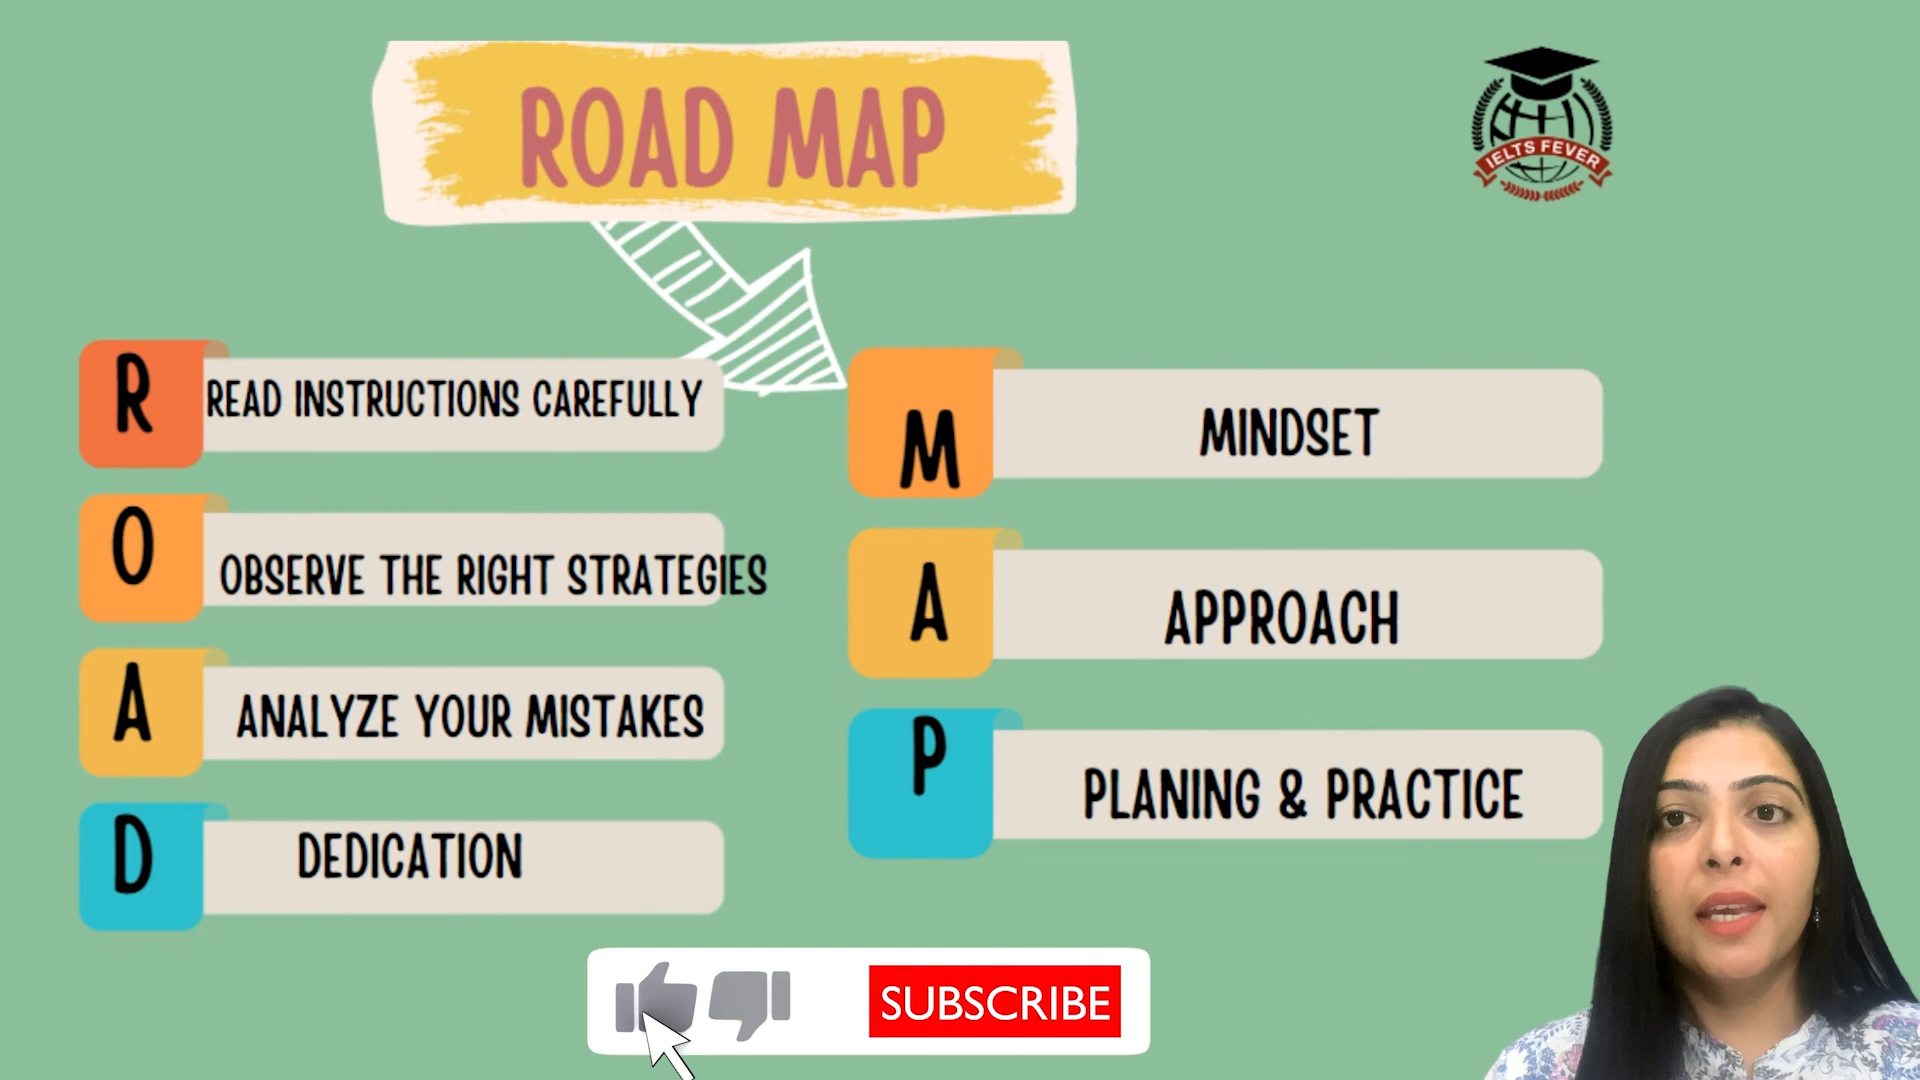 ROAD MAP
IELTS FEVER
R
READ INSTRUCTIONS CAREFULLY
O
OBSERVE THE RIGHT STRATEGIES
A
ANALYZE YOUR MISTAKES
D
DEDICATION
M
MINDSET
A
APPROACH
P
PLANING & PRACTICE
SUBSCRIBE